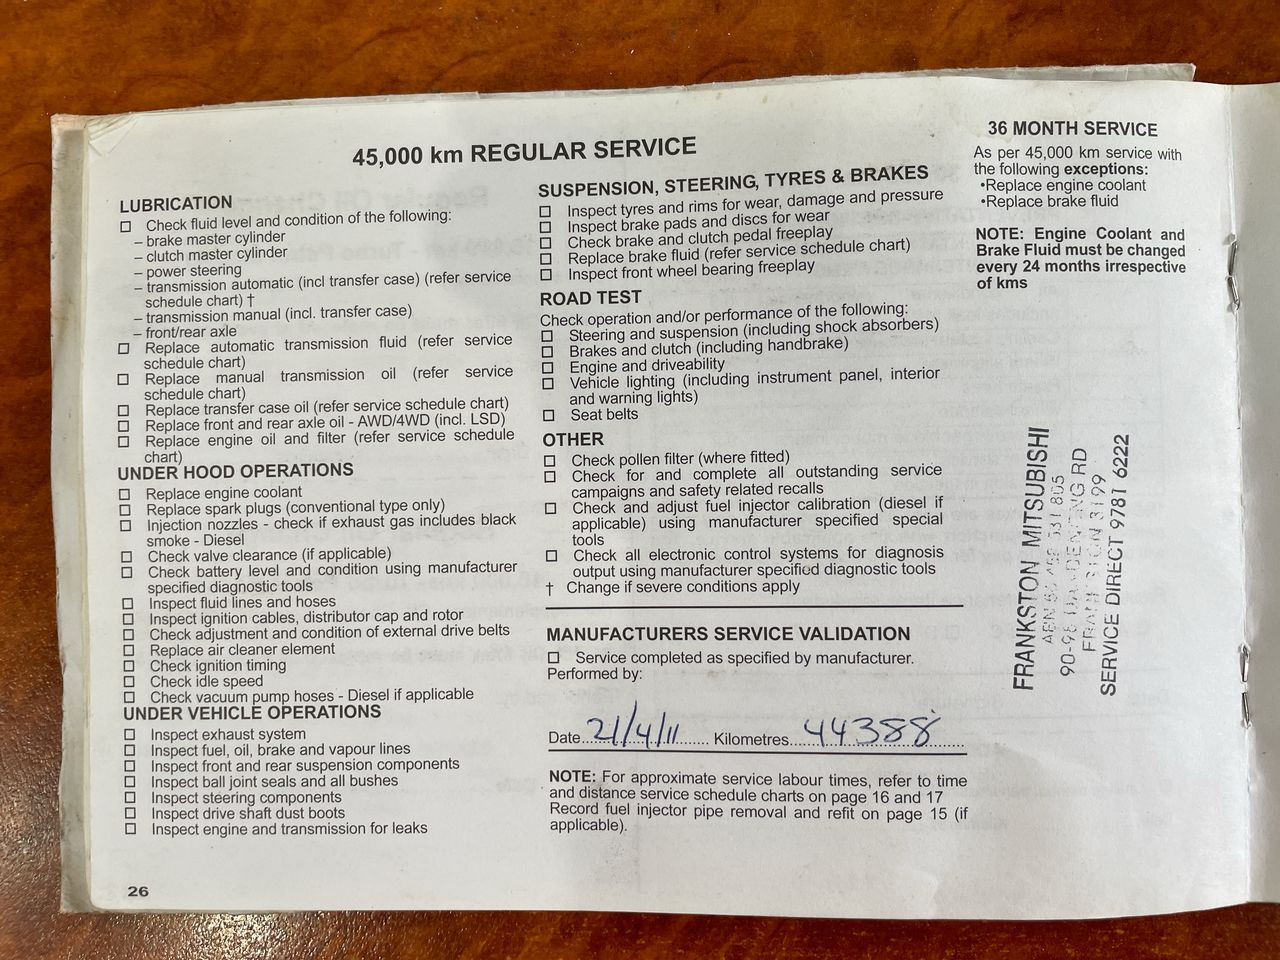 45,000 km REGULAR SERVICE
LUBRICATION
Check fluid level and condition of the following:
– brake master cylinder
– clutch master cylinder
– power steering
– transmission automatic (incl transfer case) (refer service
schedule chart) †
– transmission manual (incl. transfer case)
– front/rear axle
Replace automatic transmission fluid (refer service
schedule chart)
Replace manual transmission oil (refer service
schedule chart)
Replace transfer case oil (refer service schedule chart)
Replace front and rear axle oil - AWD/4WD (incl. LSD)
Replace engine oil and filter (refer service schedule
chart)
UNDER HOOD OPERATIONS
Replace engine coolant
Replace spark plugs (conventional type only)
Injection nozzles - check if exhaust gas includes black
smoke - Diesel
Check valve clearance (if applicable)
Check battery level and condition using manufacturer
specified diagnostic tools
Inspect fluid lines and hoses
Inspect ignition cables, distributor cap and rotor
Check adjustment and condition of external drive belts
Replace air cleaner element
Check ignition timing
Check idle speed
Check vacuum pump hoses - Diesel if applicable
UNDER VEHICLE OPERATIONS
Inspect exhaust system
Inspect fuel, oil, brake and vapour lines
Inspect front and rear suspension components
Inspect ball joint seals and all bushes
Inspect steering components
Inspect drive shaft dust boots
Inspect engine and transmission for leaks
26
SUSPENSION, STEERING, TYRES & BRAKES
Inspect tyres and rims for wear, damage and pressure
Inspect brake pads and discs for wear
Check brake and clutch pedal freeplay
Replace brake fluid (refer service schedule chart)
Inspect front wheel bearing freeplay
ROAD TEST
Check operation and/or performance of the following:
Steering and suspension (including shock absorbers)
Brakes and clutch (including handbrake)
Engine and driveability
Vehicle lighting (including instrument panel, interior
and warning lights)
Seat belts
OTHER
Check pollen filter (where fitted)
Check for and complete all outstanding service
campaigns and safety related recalls
Check and adjust fuel injector calibration (diesel if
applicable) using manufacturer specified special
tools
Check all electronic control systems for diagnosis
output using manufacturer specified diagnostic tools
† Change if severe conditions apply
MANUFACTURERS SERVICE VALIDATION
Service completed as specified by manufacturer.
Performed by:
Date 21/4/11 Kilometres 44388
NOTE: For approximate service labour times, refer to time
and distance service schedule charts on page 16 and 17
Record fuel injector pipe removal and refit on page 15 (if
applicable).
36 MONTH SERVICE
As per 45,000 km service with
the following exceptions:
•Replace engine coolant
•Replace brake fluid
NOTE: Engine Coolant and
Brake Fluid must be changed
every 24 months irrespective
of kms
FRANKSTON MITSUBISHI
ABN 805
90-96 DANDENONG RD
FRANKSTON 3199
SERVICE DIRECT 9781 6222